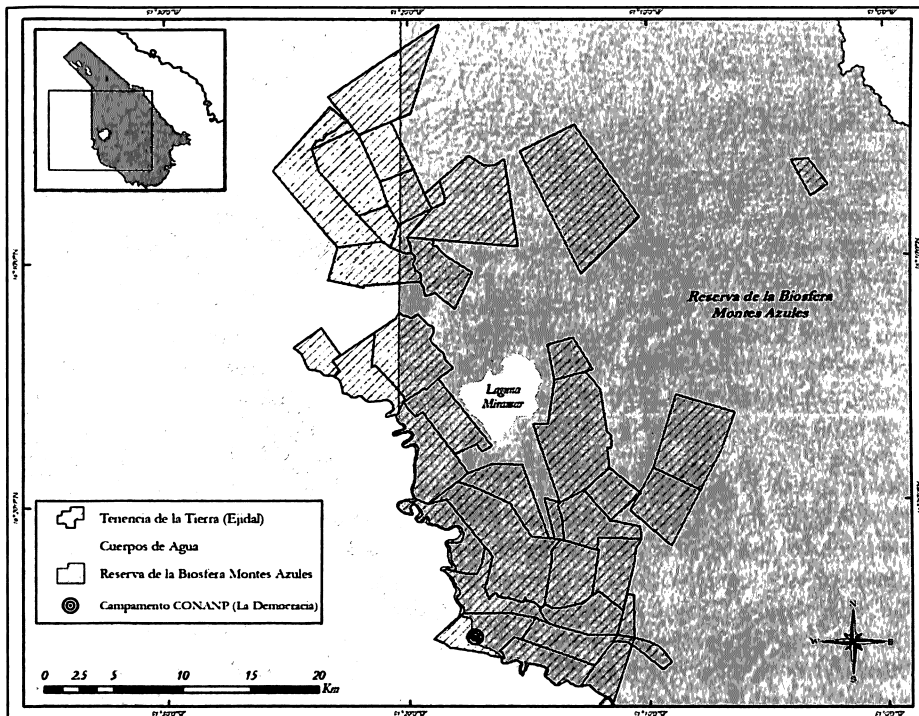 Reserva de la Biosfera
Montes Azules
Laguna
Miramar
Tenencia de la Tierra (Ejidal)
Cuerpos de Agua
Reserva de la Biosfera Montes Azules
Campamento CONANP (La Democracia)
0 2.5 5 10 15 20
Km
N
W E
S